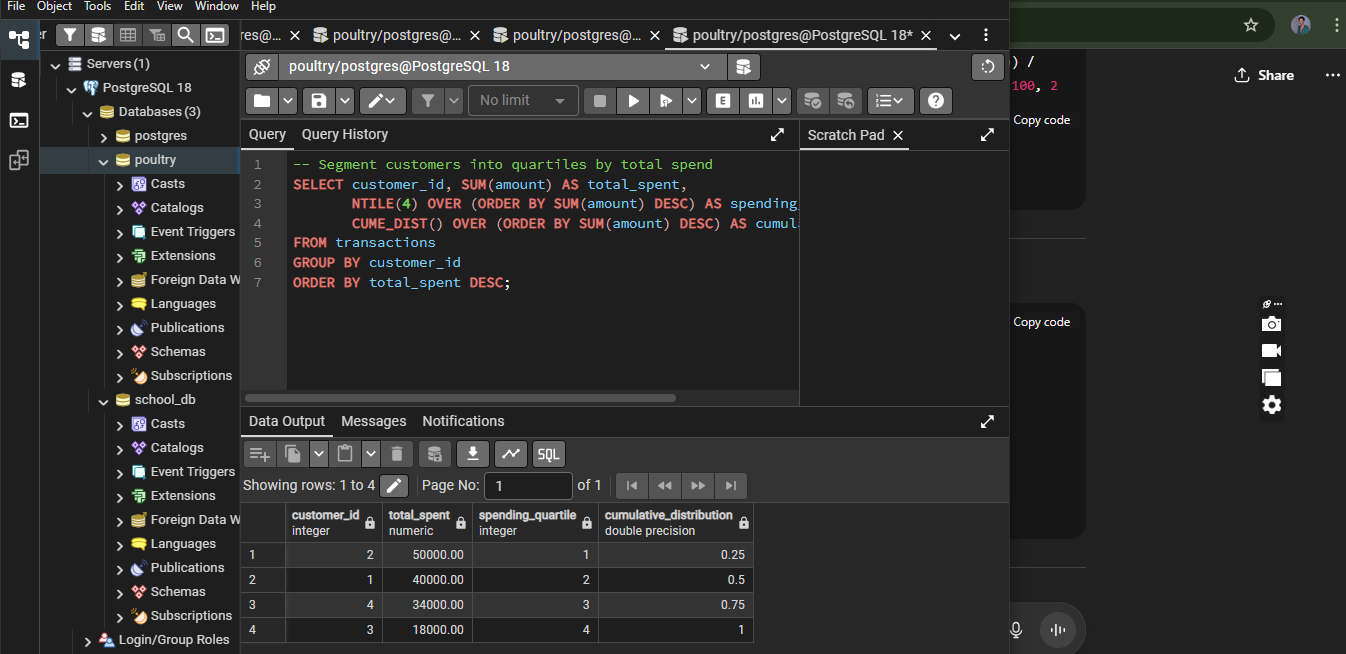 File Object Tools Edit View Window Help
res@... poultry/postgres@... poultry/postgres@... poultry/postgres@PostgreSQL 18*
poultry/postgres@PostgreSQL 18
No limit
Query Query History
Scratch Pad
Servers (1)
PostgreSQL 18
Databases (3)
postgres
poultry
Casts
Catalogs
Event Triggers
Extensions
Foreign Data W
Languages
Publications
Schemas
Subscriptions
school_db
Casts
Catalogs
Event Triggers
Extensions
Foreign Data W
Languages
Publications
Schemas
Subscriptions
Login/Group Roles
1 -- Segment customers into quartiles by total spend
2 SELECT customer_id, SUM(amount) AS total_spent,
3 NTILE(4) OVER (ORDER BY SUM(amount) DESC) AS spending_
4 CUME_DIST() OVER (ORDER BY SUM(amount) DESC) AS cumul
5 FROM transactions
6 GROUP BY customer_id
7 ORDER BY total_spent DESC;
Data Output Messages Notifications
SQL
Showing rows: 1 to 4 Page No: 1 of 1
customer_id integer total_spent numeric spending_quartile integer cumulative_distribution double precision
1 2 50000.00 1 0.25
2 1 40000.00 2 0.5
3 4 34000.00 3 0.75
4 3 18000.00 4 1
) /
100, 2
Copy code
Share
Copy code